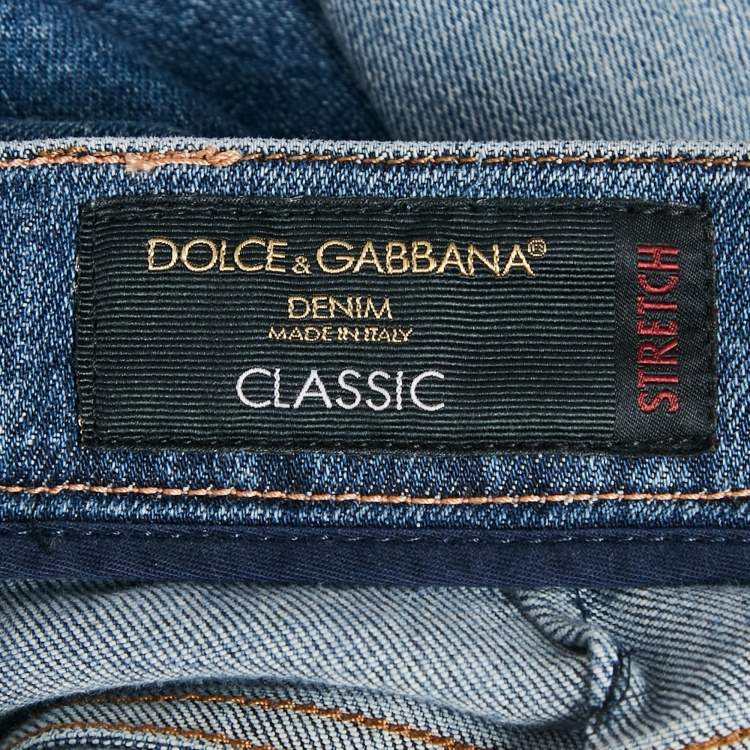 DOLCE & GABBANA®
DENIM
MADE IN ITALY
CLASSIC
STRETCH